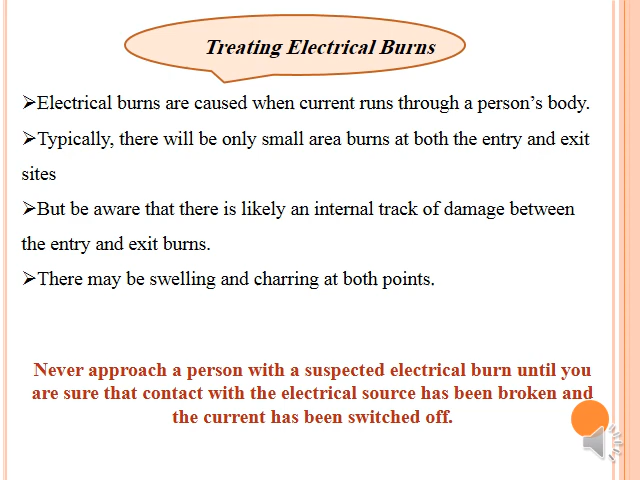 Treating Electrical Burns
➢Electrical burns are caused when current runs through a person’s body.
➢Typically, there will be only small area burns at both the entry and exit
sites
➢But be aware that there is likely an internal track of damage between
the entry and exit burns.
➢There may be swelling and charring at both points.
Never approach a person with a suspected electrical burn until you
are sure that contact with the electrical source has been broken and
the current has been switched off.